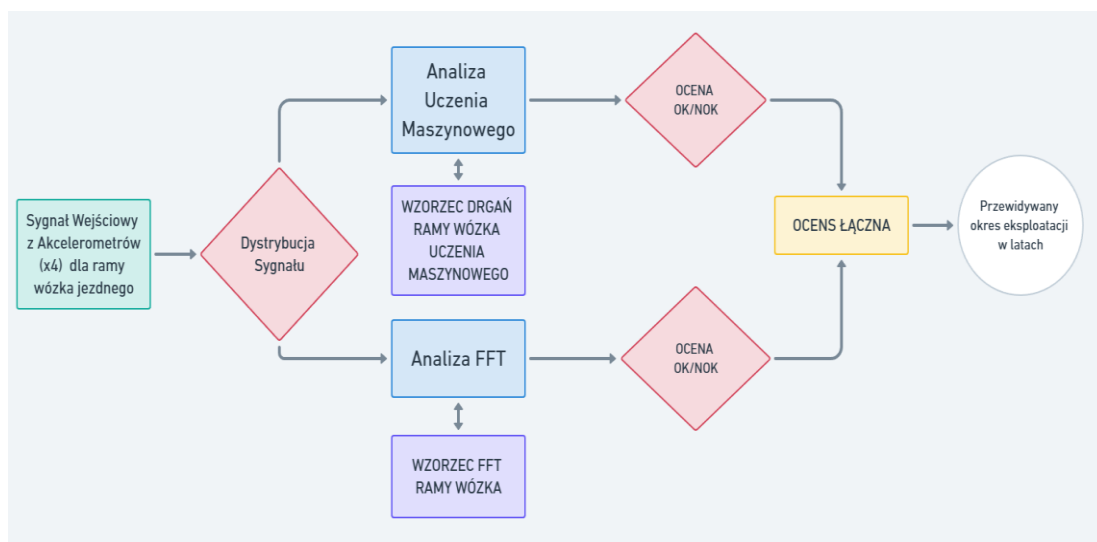 Sygnał Wejściowy
z Akcelerometrów
(x4) dla ramy
wózka jezdnego
Dystrybucja
Sygnału
Analiza
Uczenia
Maszynowego
WZORZEC DRGAŃ
RAMY WÓZKA
UCZENIA
MASZYNOWEGO
OCENA
OK/NOK
Analiza FFT
WZORZEC FFT
RAMY WÓZKA
OCENA
OK/NOK
OCENS ŁĄCZNA
Przewidywany
okres eksploatacji
w latach